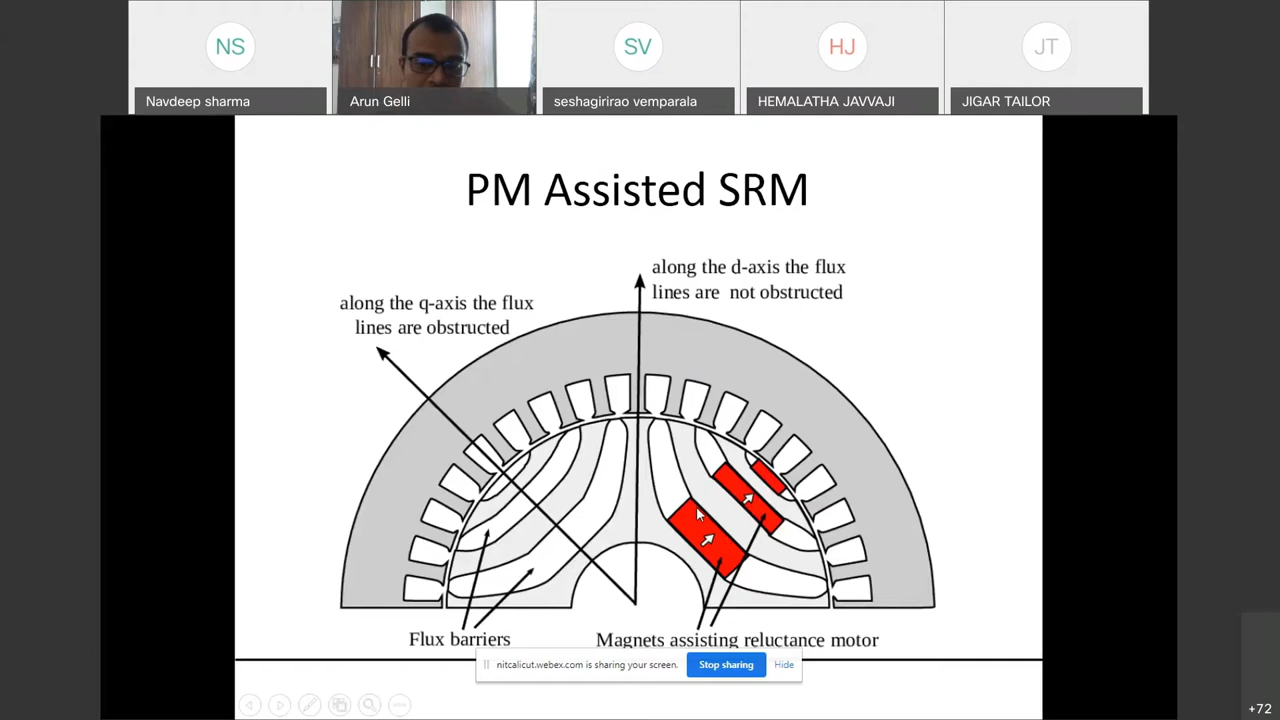 NS
SV
HJ
JT
Navdeep sharma
Arun Gelli
seshagirirao vemparala
HEMALATHA JAVVAJI
JIGAR TAILOR
PM Assisted SRM
along the d-axis the flux
lines are not obstructed
along the q-axis the flux
lines are obstructed
Flux barriers
Magnets assisting reluctance motor
nitcalicut.webex.com is sharing your screen.
Stop sharing
Hide
+72